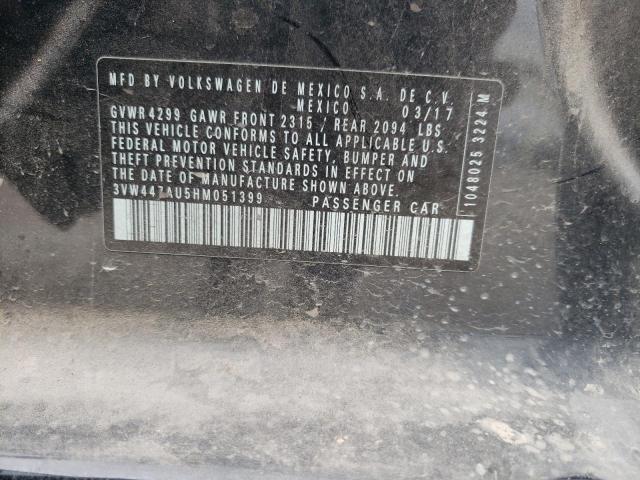 MFD BY VOLKSWAGEN DE MEXICO S.A. DE C.V.
MEXICO 03/17
GVWR 4299 GAWR FRONT 2315 / REAR 2094 LBS
THIS VEHICLE CONFORMS TO ALL APPLICABLE U.S.
FEDERAL MOTOR VEHICLE SAFETY, BUMPER AND
THEFT PREVENTION STANDARDS IN EFFECT ON
THE DATE OF MANUFACTURE SHOWN ABOVE.
3VW447AU5HM051399 PASSENGER CAR
1048026 3224.M